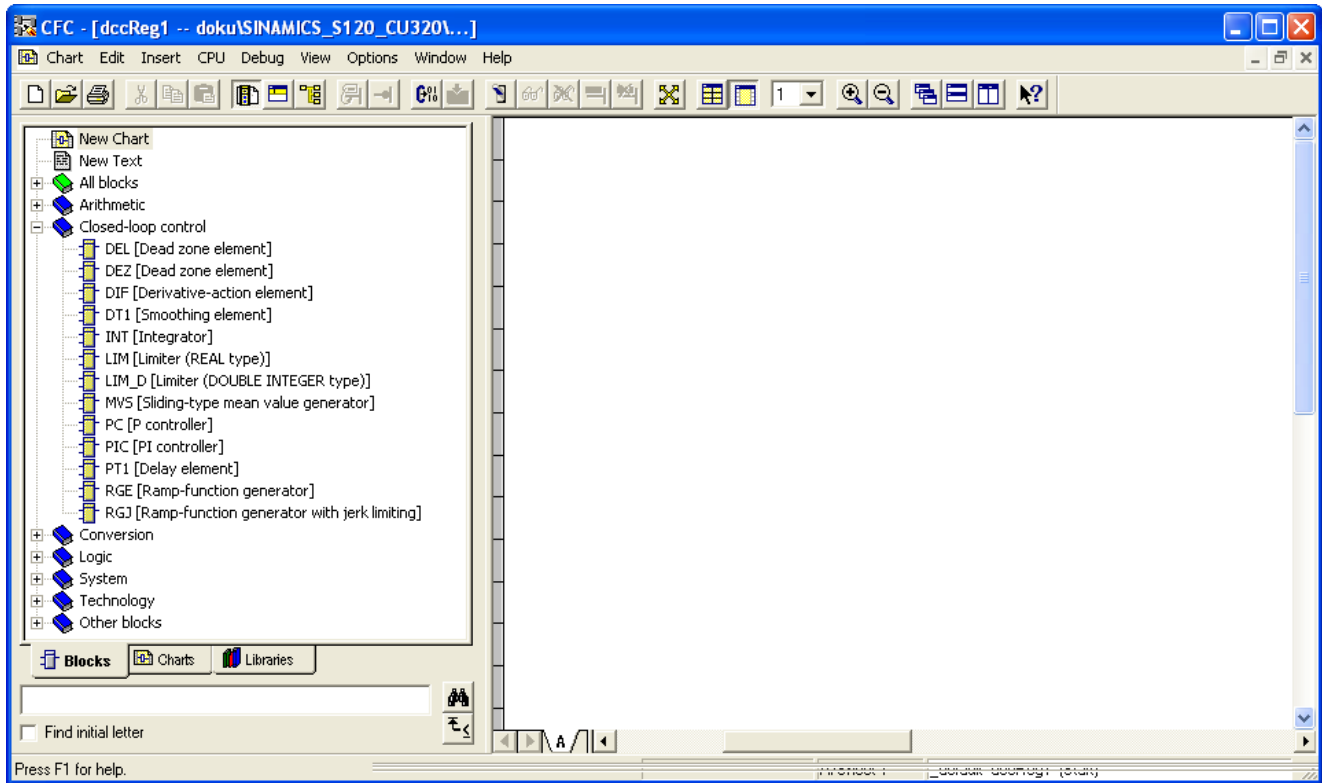 CFC - [dccReg1 -- doku\SINAMICS_S120_CU320\...]
Chart Edit Insert CPU Debug View Options Window Help
1
New Chart
New Text
All blocks
Arithmetic
Closed-loop control
DEL [Dead zone element]
DEZ [Dead zone element]
DIF [Derivative-action element]
DT1 [Smoothing element]
INT [Integrator]
LIM [Limiter (REAL type)]
LIM_D [Limiter (DOUBLE INTEGER type)]
MVS [Sliding-type mean value generator]
PC [P controller]
PIC [PI controller]
PT1 [Delay element]
RGE [Ramp-function generator]
RGJ [Ramp-function generator with jerk limiting]
Conversion
Logic
System
Technology
Other blocks
Blocks Charts Libraries
Find initial letter
A
Press F1 for help.